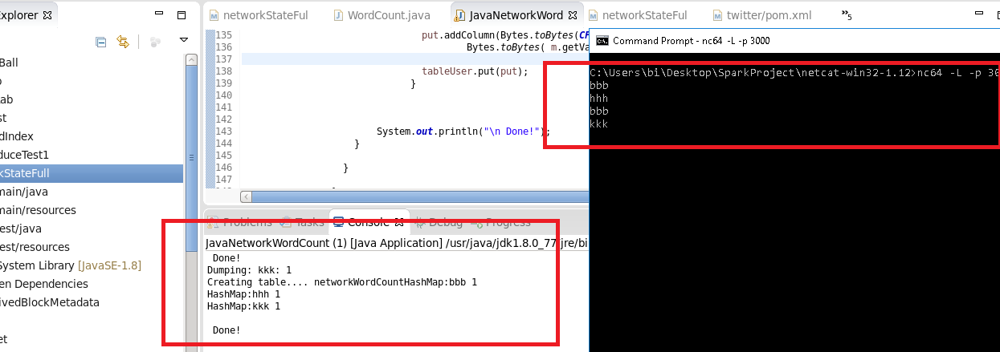 Explorer
Ball
ab
st
dIndex
duceTest1
kStateFull
main/java
main/resources
est/java
est/resources
System Library [JavaSE-1.8]
en Dependencies
rivedBlockMetadata
et
networkStateFul
WordCount.java
JavaNetworkWord
networkStateFul
twitter/pom.xml
»5
135 put.addColumn(Bytes.toBytes(CF
136 Bytes.toBytes( m.getVa
137
138 tableUser.put(put);
139 }
140
141
142
143 System.out.println("\n Done!");
144 }
145
146 }
147
Problems Tasks Console Debug Progress
JavaNetworkWordCount (1) [Java Application] /usr/java/jdk1.8.0_77/jre/bi
Done!
Dumping: kkk: 1
Creating table.... networkWordCountHashMap:bbb 1
HashMap:hhh 1
HashMap:kkk 1
Done!
Command Prompt - nc64 -L -p 3000
C:\Users\bi\Desktop\SparkProject\netcat-win32-1.12>nc64 -L -p 30
bbb
hhh
bbb
kkk